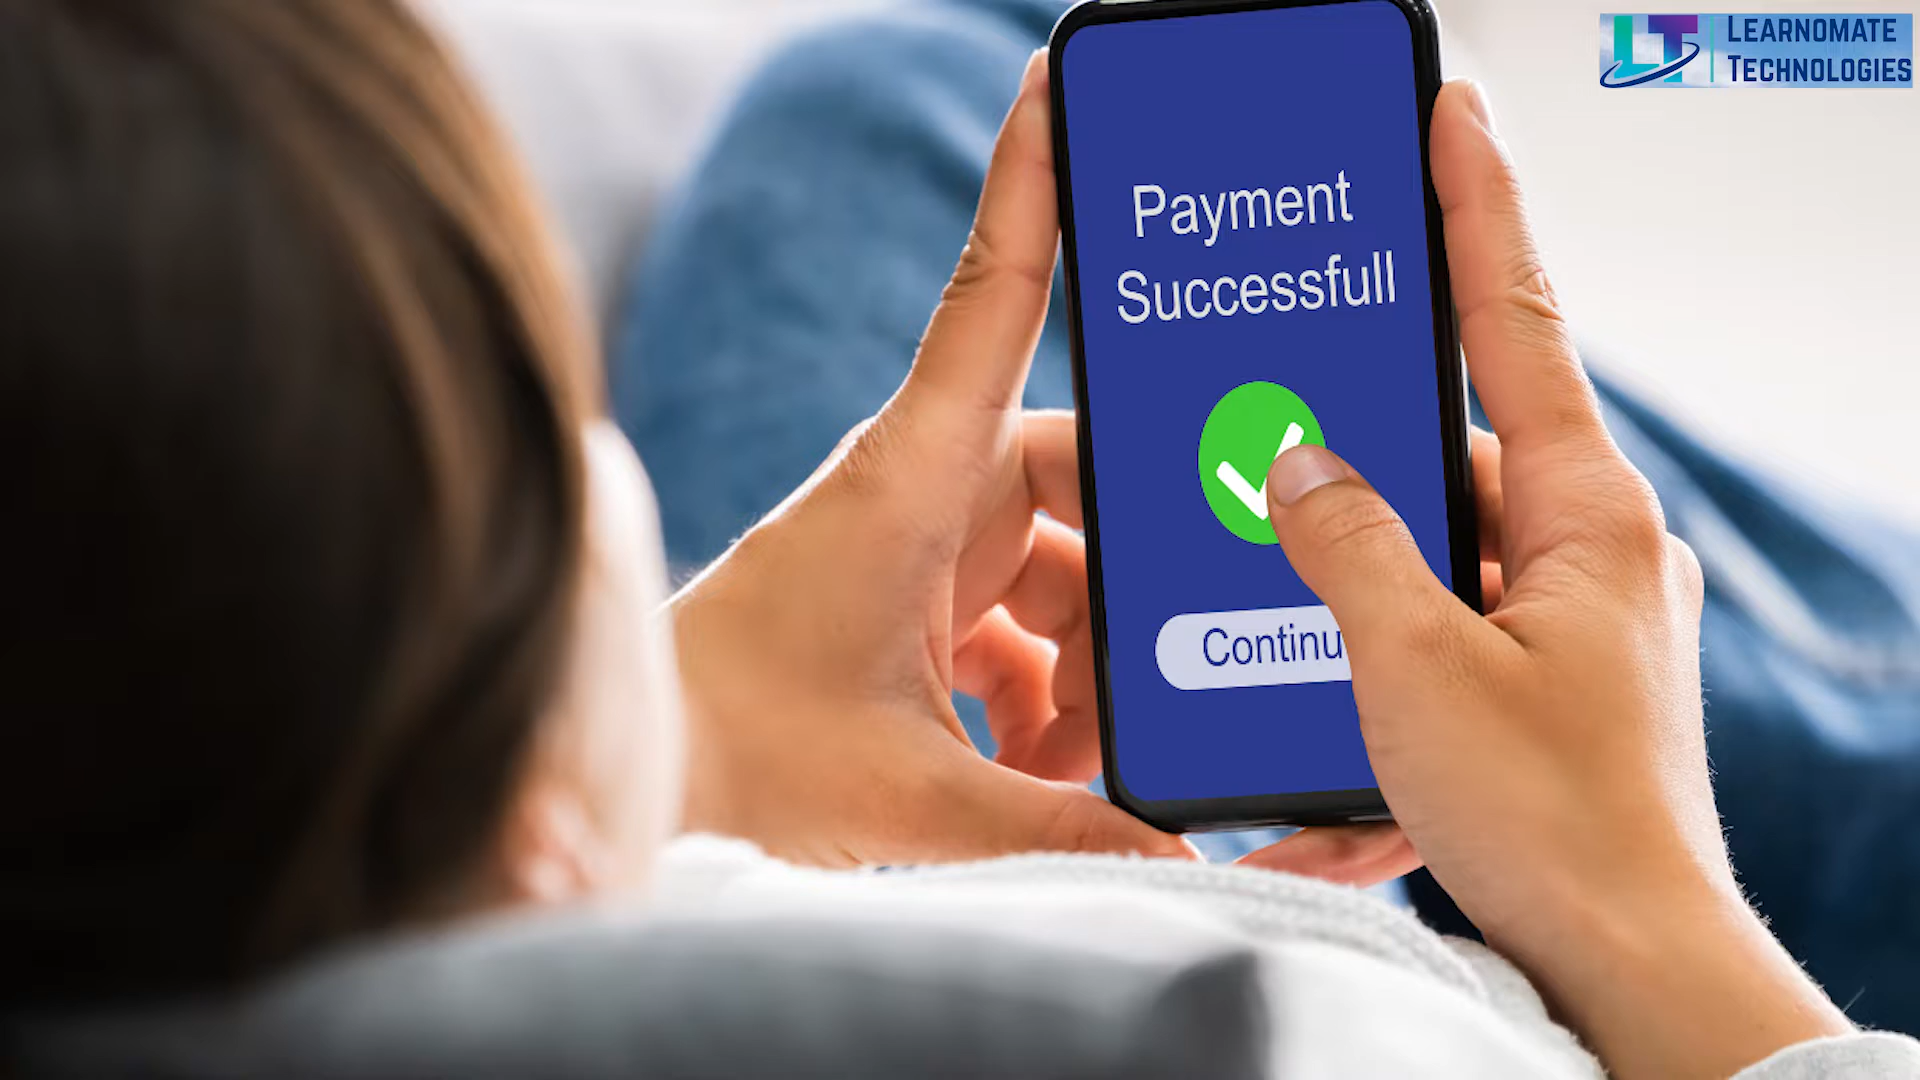 LEARNOMATE
TECHNOLOGIES
Payment
Successfull
Continu